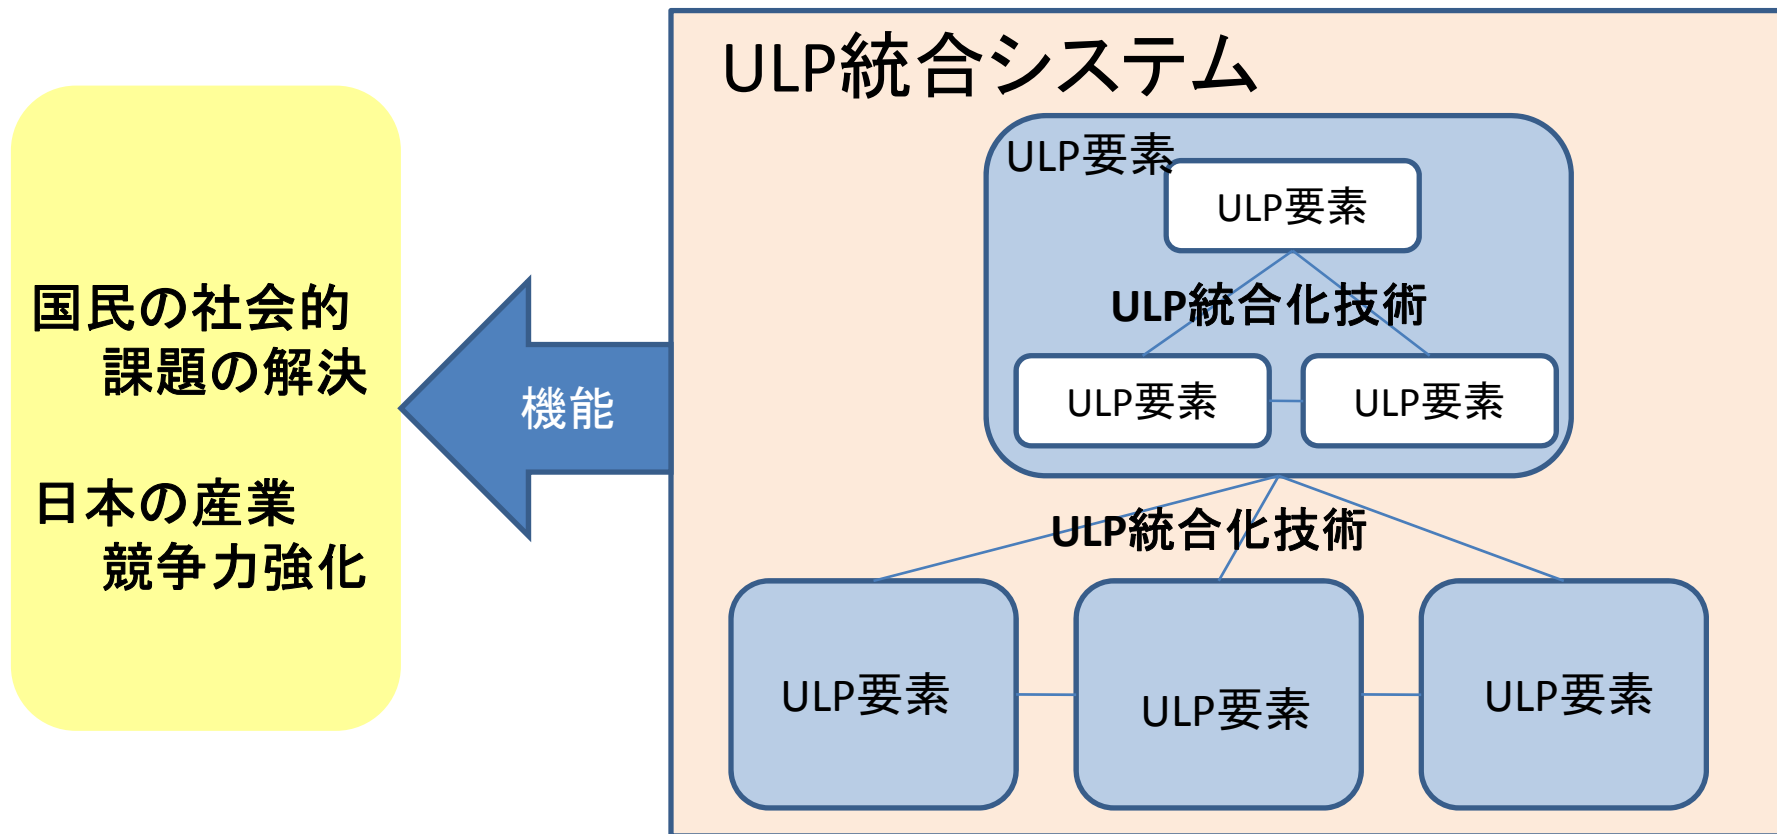 ULP統合システム
ULP要素
ULP要素
ULP統合化技術
ULP要素
ULP要素
国民の社会的
課題の解決
機能
日本の産業
競争力強化
ULP統合化技術
ULP要素
ULP要素
ULP要素